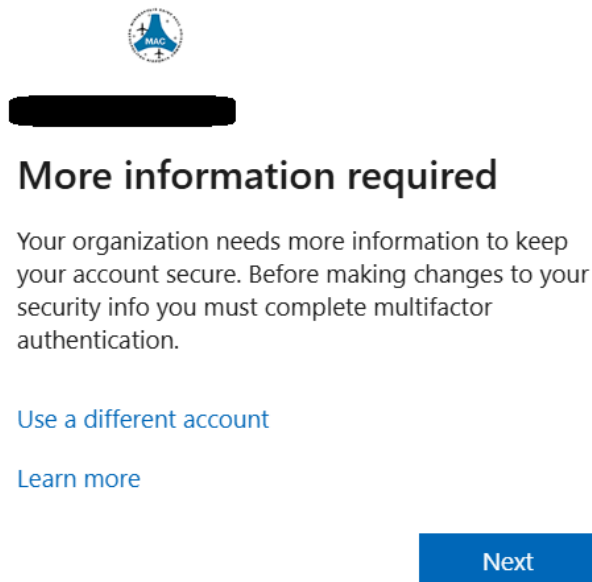 MAC
More information required
Your organization needs more information to keep
your account secure. Before making changes to your
security info you must complete multifactor
authentication.
Use a different account
Learn more
Next